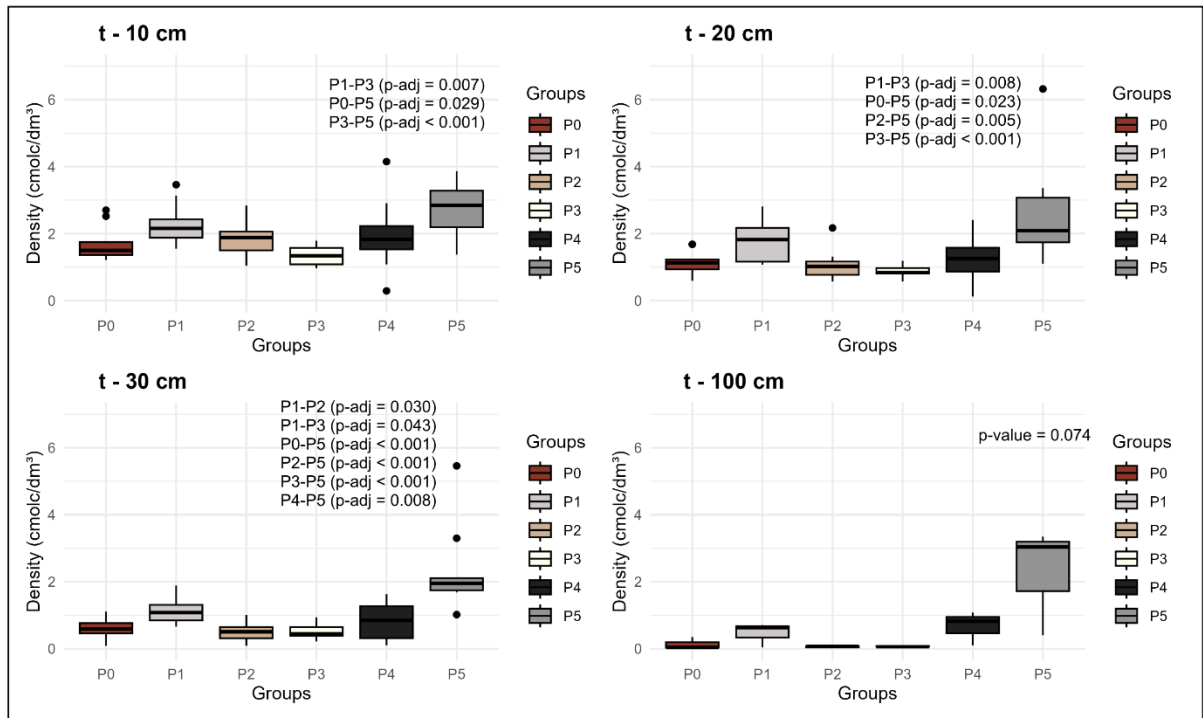 t - 10 cm
P1-P3 (p-adj = 0.007)
P0-P5 (p-adj = 0.029)
P3-P5 (p-adj < 0.001)
Density (cmolc/dm³)
6
4
2
0
P0
P1
P2
P3
P4
P5
Groups
Groups
P0
P1
P2
P3
P4
P5
t - 20 cm
P1-P3 (p-adj = 0.008)
P0-P5 (p-adj = 0.023)
P2-P5 (p-adj = 0.005)
P3-P5 (p-adj < 0.001)
Density (cmolc/dm³)
6
4
2
0
P0
P1
P2
P3
P4
P5
Groups
Groups
P0
P1
P2
P3
P4
P5
t - 30 cm
P1-P2 (p-adj = 0.030)
P1-P3 (p-adj = 0.043)
P0-P5 (p-adj < 0.001)
P2-P5 (p-adj < 0.001)
P3-P5 (p-adj < 0.001)
P4-P5 (p-adj = 0.008)
Density (cmolc/dm³)
6
4
2
0
P0
P1
P2
P3
P4
P5
Groups
Groups
P0
P1
P2
P3
P4
P5
t - 100 cm
p-value = 0.074
Density (cmolc/dm³)
6
4
2
0
P0
P1
P2
P3
P4
P5
Groups
Groups
P0
P1
P2
P3
P4
P5